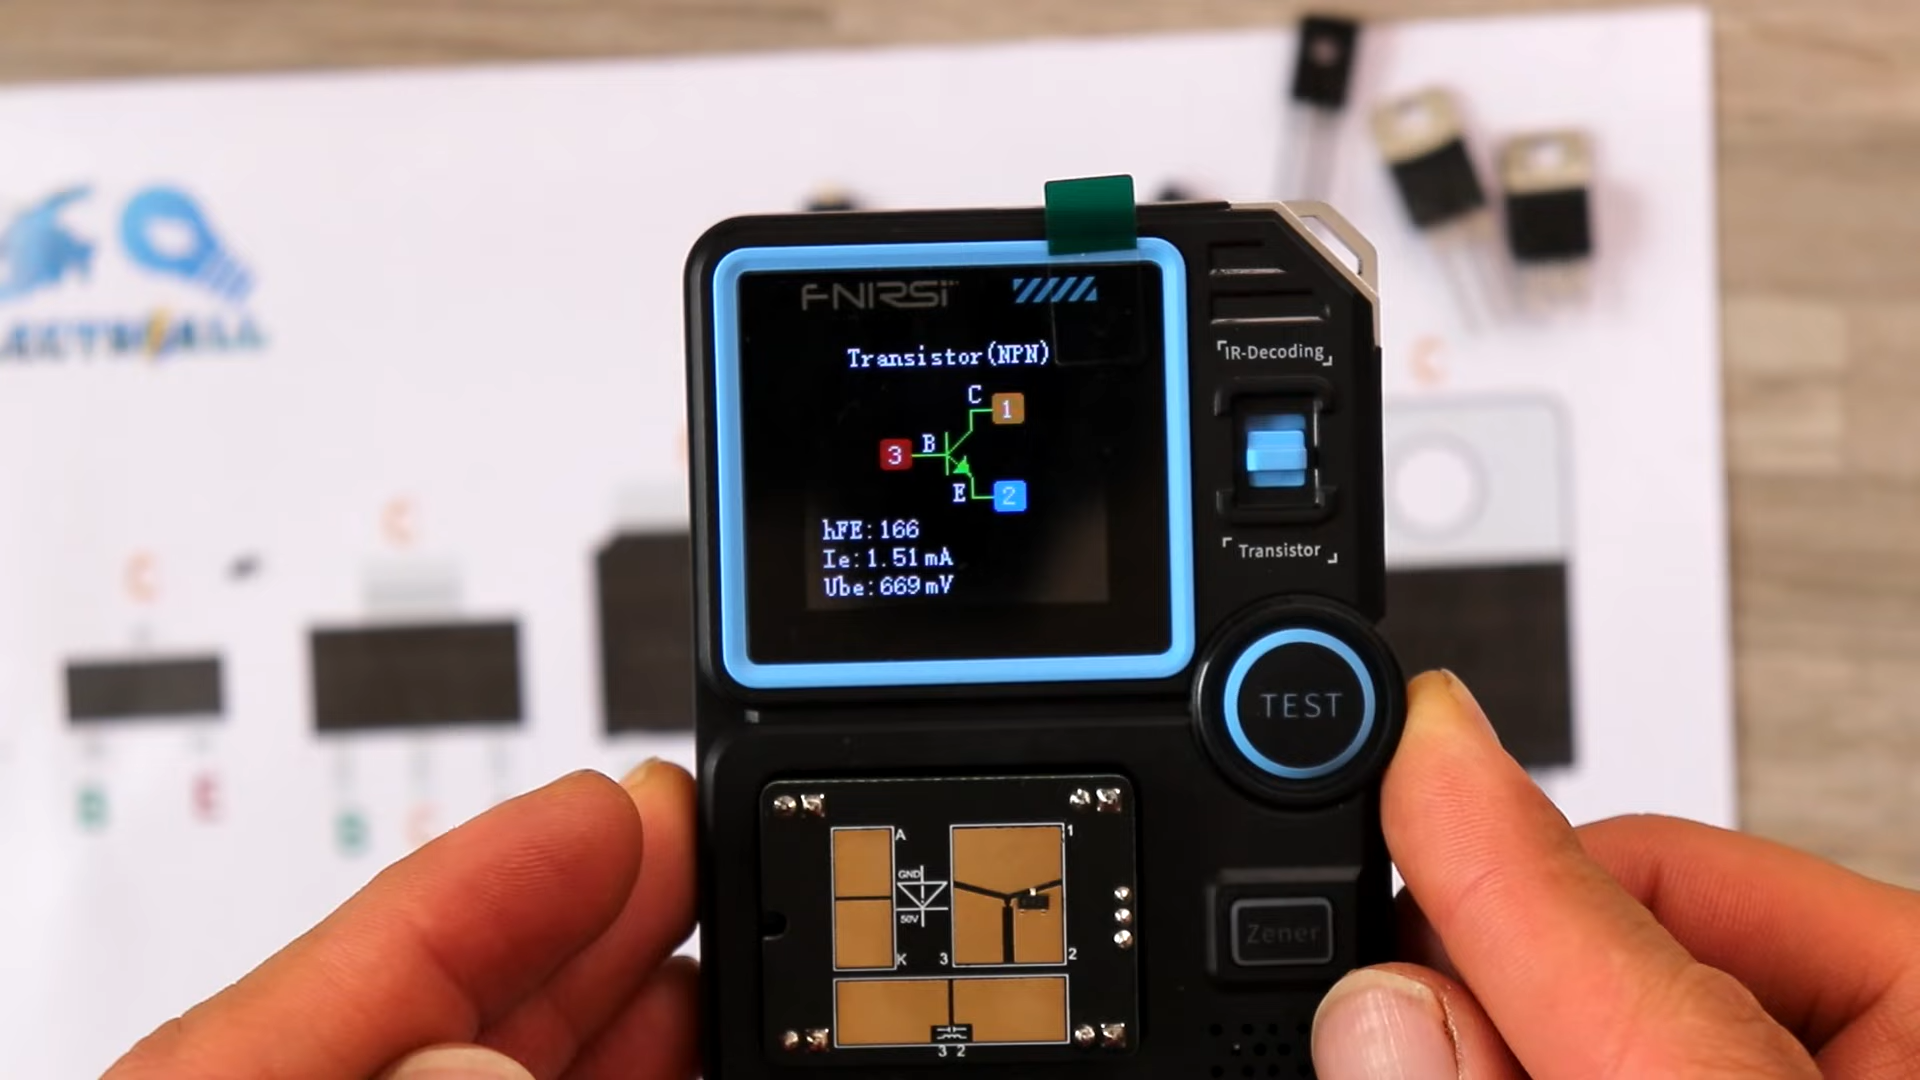 FNIRSI
Transistor(NPN)
C 1
3 B
E 2
hFE:166
Ie:1.51mA
Ube:669mV
IR-Decoding
Transistor
TEST
Zener
A 1
GND
50V
K 3 2
3 2
C
C
C
B E
B C